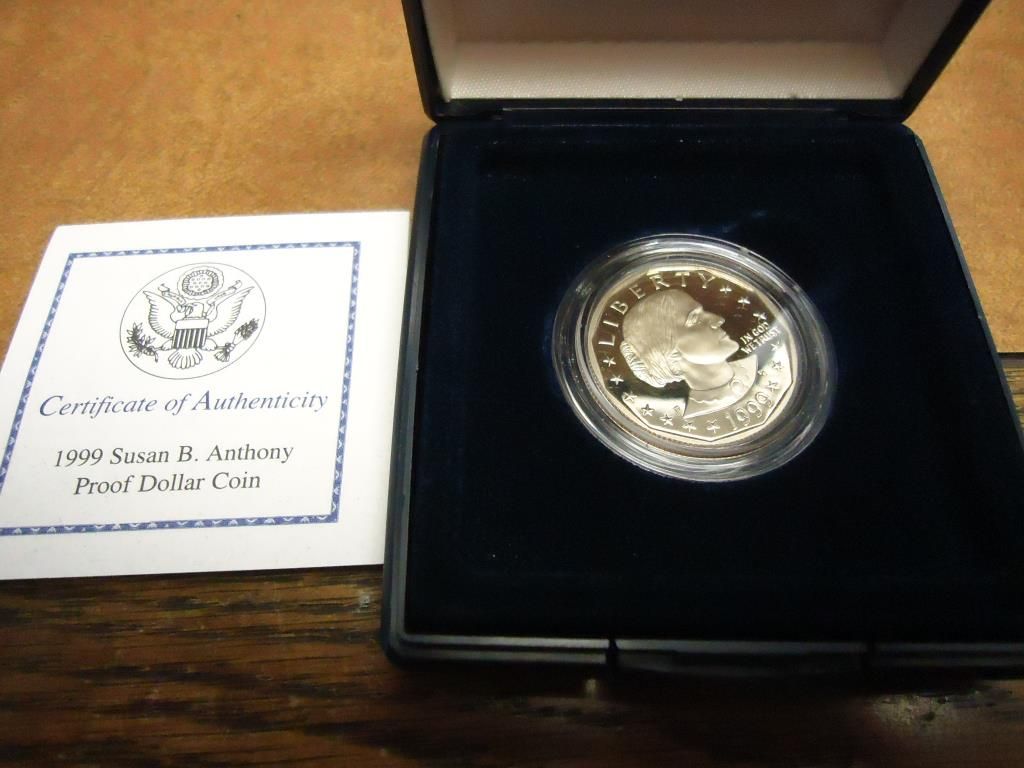 Certificate of Authenticity
1999 Susan B. Anthony
Proof Dollar Coin
LIBERTY
IN GOD
WE TRUST
1999